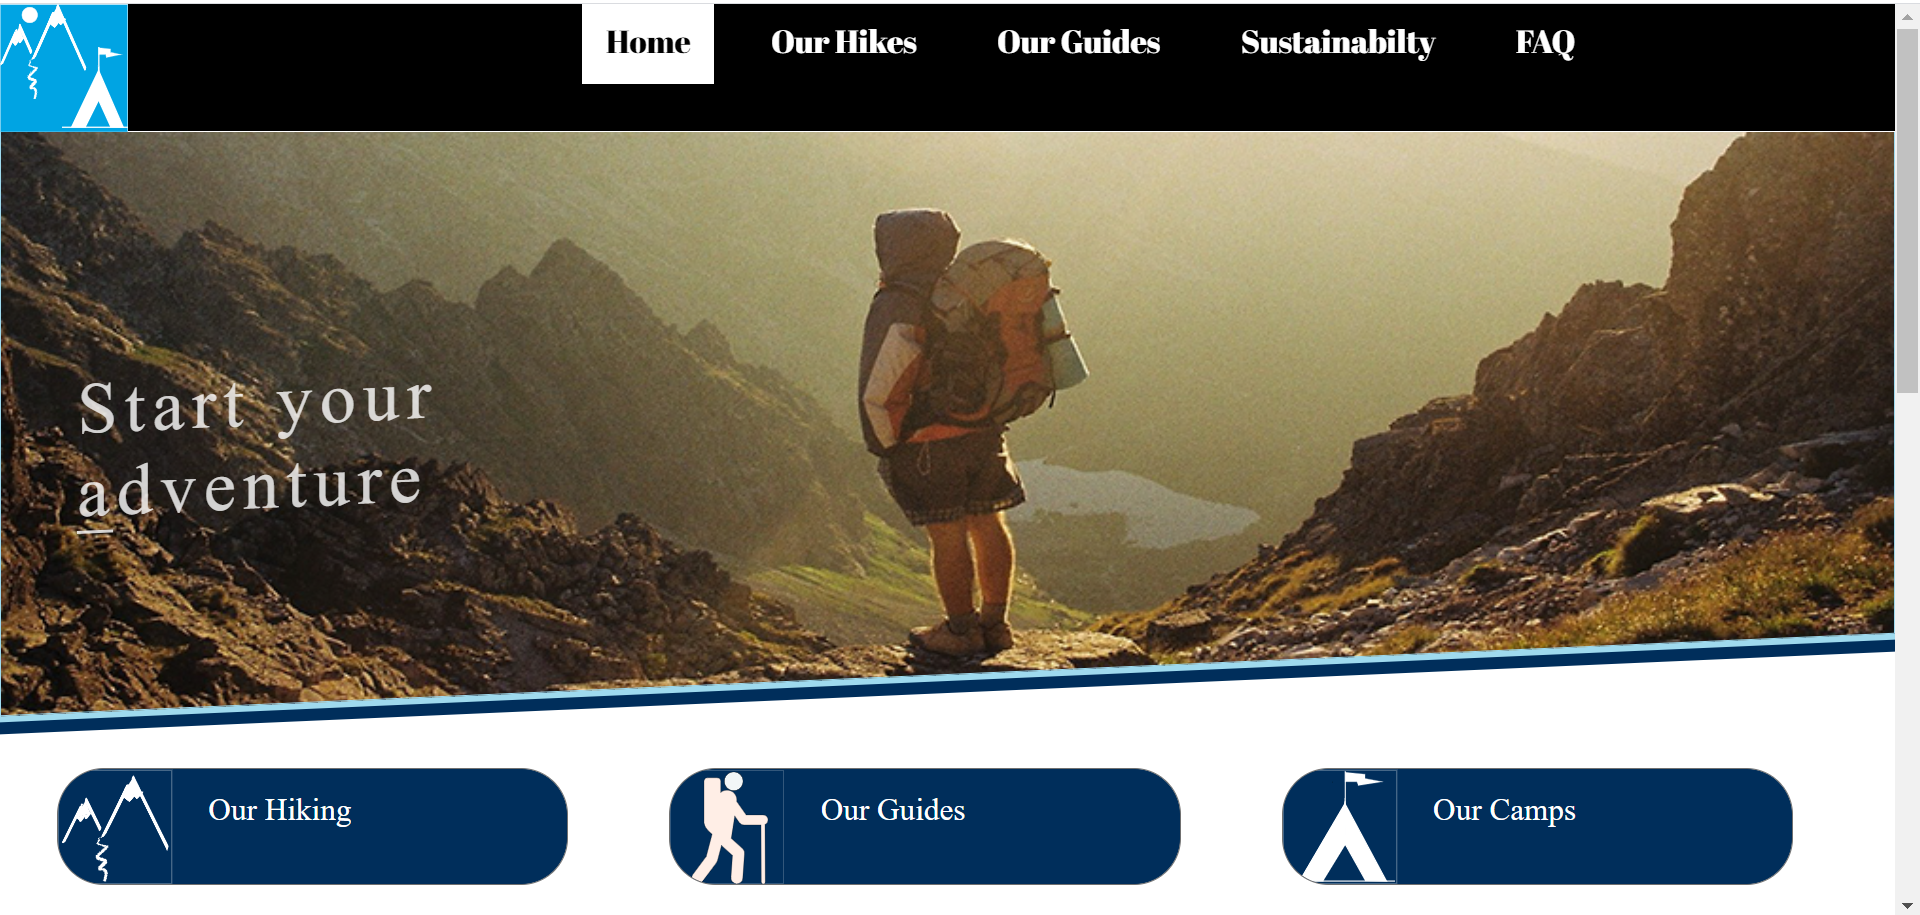 Home
Our Hikes
Our Guides
Sustainabilty
FAQ
Start your
adventure
Our Hiking
Our Guides
Our Camps